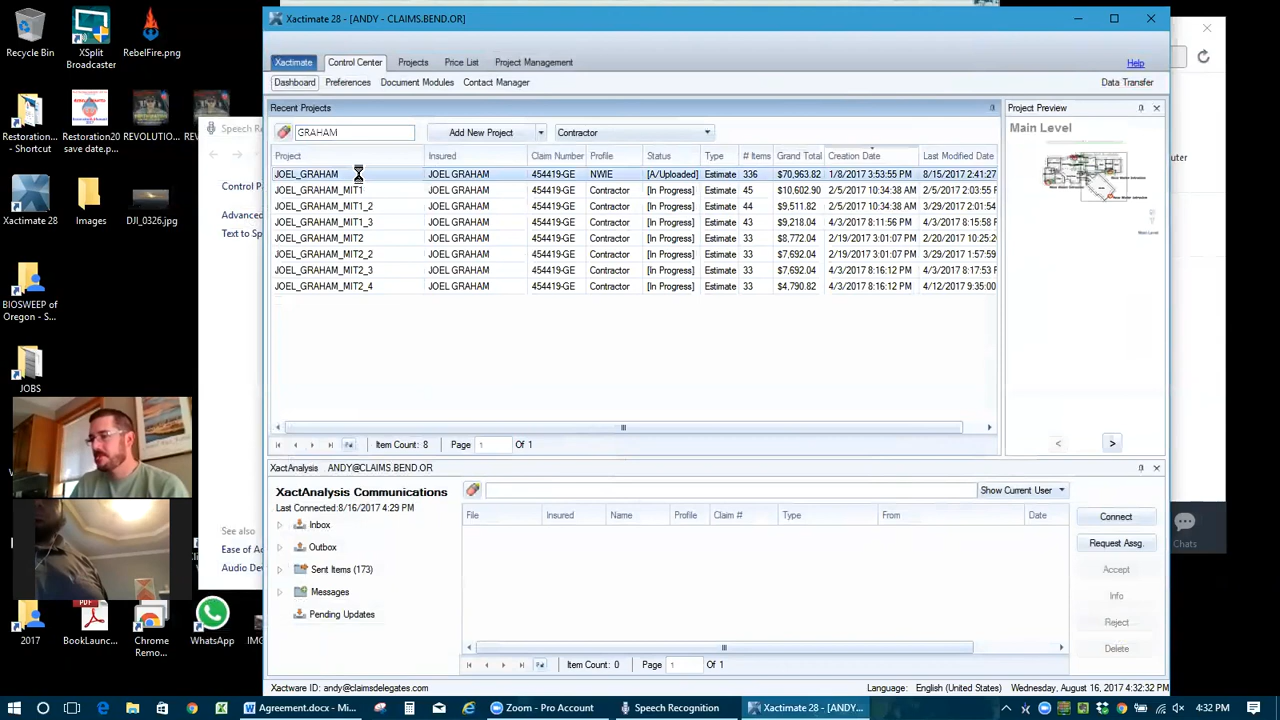 Xactimate 28 - [ANDY - CLAIMS.BEND.OR]
Recycle Bin
XSplit Broadcaster
RebelFire.png
Xactimate
Control Center
Projects
Price List
Project Management
Help
Dashboard
Preferences
Document Modules
Contact Manager
Data Transfer
Recent Projects
Project Preview
GRAHAM
Add New Project
Contractor
Main Level
Project Insured Claim Number Profile Status Type # Items Grand Total Creation Date Last Modified Date
JOEL_GRAHAM JOEL GRAHAM 454419-GE NWIE [A/Uploaded] Estimate 336 $70,963.82 1/8/2017 3:53:55 PM 8/15/2017 2:41:27
JOEL_GRAHAM_MIT1 JOEL GRAHAM 454419-GE Contractor [In Progress] Estimate 45 $10,602.90 2/5/2017 10:34:38 AM 2/5/2017 2:03:55 P
JOEL_GRAHAM_MIT1_2 JOEL GRAHAM 454419-GE Contractor [In Progress] Estimate 44 $9,511.82 2/5/2017 10:34:38 AM 3/29/2017 2:01:54
JOEL_GRAHAM_MIT1_3 JOEL GRAHAM 454419-GE Contractor [In Progress] Estimate 43 $9,218.04 4/3/2017 8:11:56 PM 4/3/2017 8:15:58 P
JOEL_GRAHAM_MIT2 JOEL GRAHAM 454419-GE Contractor [In Progress] Estimate 33 $8,772.04 2/19/2017 3:01:07 PM 2/20/2017 10:25:2
JOEL_GRAHAM_MIT2_2 JOEL GRAHAM 454419-GE Contractor [In Progress] Estimate 33 $7,692.04 2/19/2017 3:01:07 PM 3/29/2017 1:57:59
JOEL_GRAHAM_MIT2_3 JOEL GRAHAM 454419-GE Contractor [In Progress] Estimate 33 $7,692.04 4/3/2017 8:16:12 PM 4/3/2017 8:17:53 P
JOEL_GRAHAM_MIT2_4 JOEL GRAHAM 454419-GE Contractor [In Progress] Estimate 33 $4,790.82 4/3/2017 8:16:12 PM 4/12/2017 9:35:00
Restoration... - Shortcut
Restoration20 save date.p...
REVOLUTIO...
Speech Re
Control P
Advanced
Text to Sp
Xactimate 28
Images
DJI_0326.jpg
BIOSWEEP of Oregon - S...
JOBS
Item Count: 8
Page 1 Of 1
XactAnalysis ANDY@CLAIMS.BEND.OR
XactAnalysis Communications
Last Connected:8/16/2017 4:29 PM
Show Current User
File Insured Name Profile Claim # Type From Date
Inbox
Outbox
Sent Items (173)
Messages
Pending Updates
Connect
Request Assg.
Accept
Info
Reject
Delete
Chats
See also
Ease of Ac
Audio Dev
2017
BookLaunc...
Chrome Remo...
WhatsApp
Item Count: 0
Page 1 Of 1
Xactware ID: andy@claimsdelegates.com
Language: English (United States) Wednesday, August 16, 2017 4:32:32 PM
Agreement.docx - Mi...
Zoom - Pro Account
Speech Recognition
Xactimate 28 - [ANDY...
4:32 PM